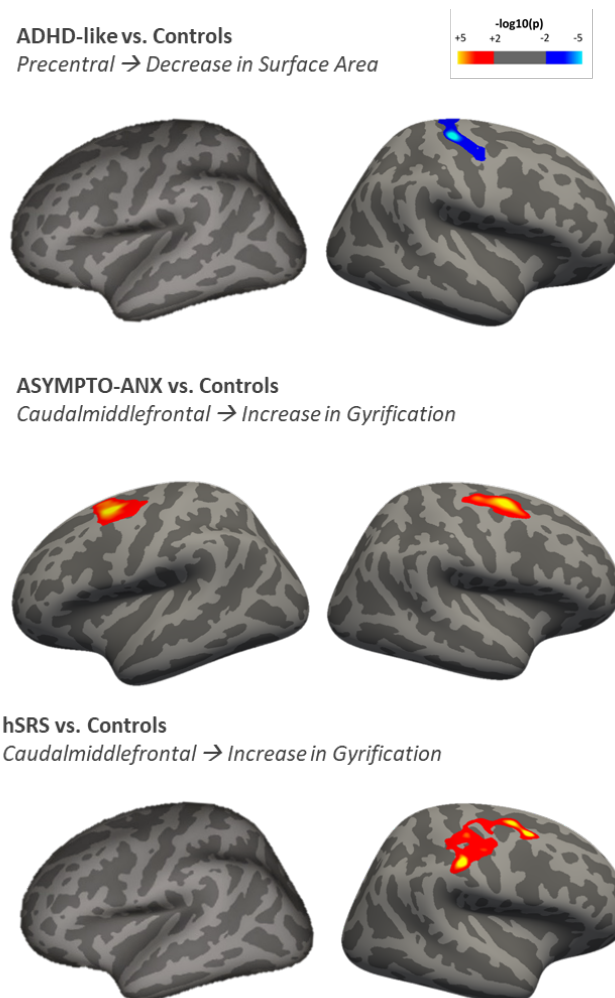 ADHD-like vs. Controls
Precentral → Decrease in Surface Area
-log10(p)
+5 +2 -2 -5
ASYMPTO-ANX vs. Controls
Caudalmiddlefrontal → Increase in Gyrification
hSRS vs. Controls
Caudalmiddlefrontal → Increase in Gyrification